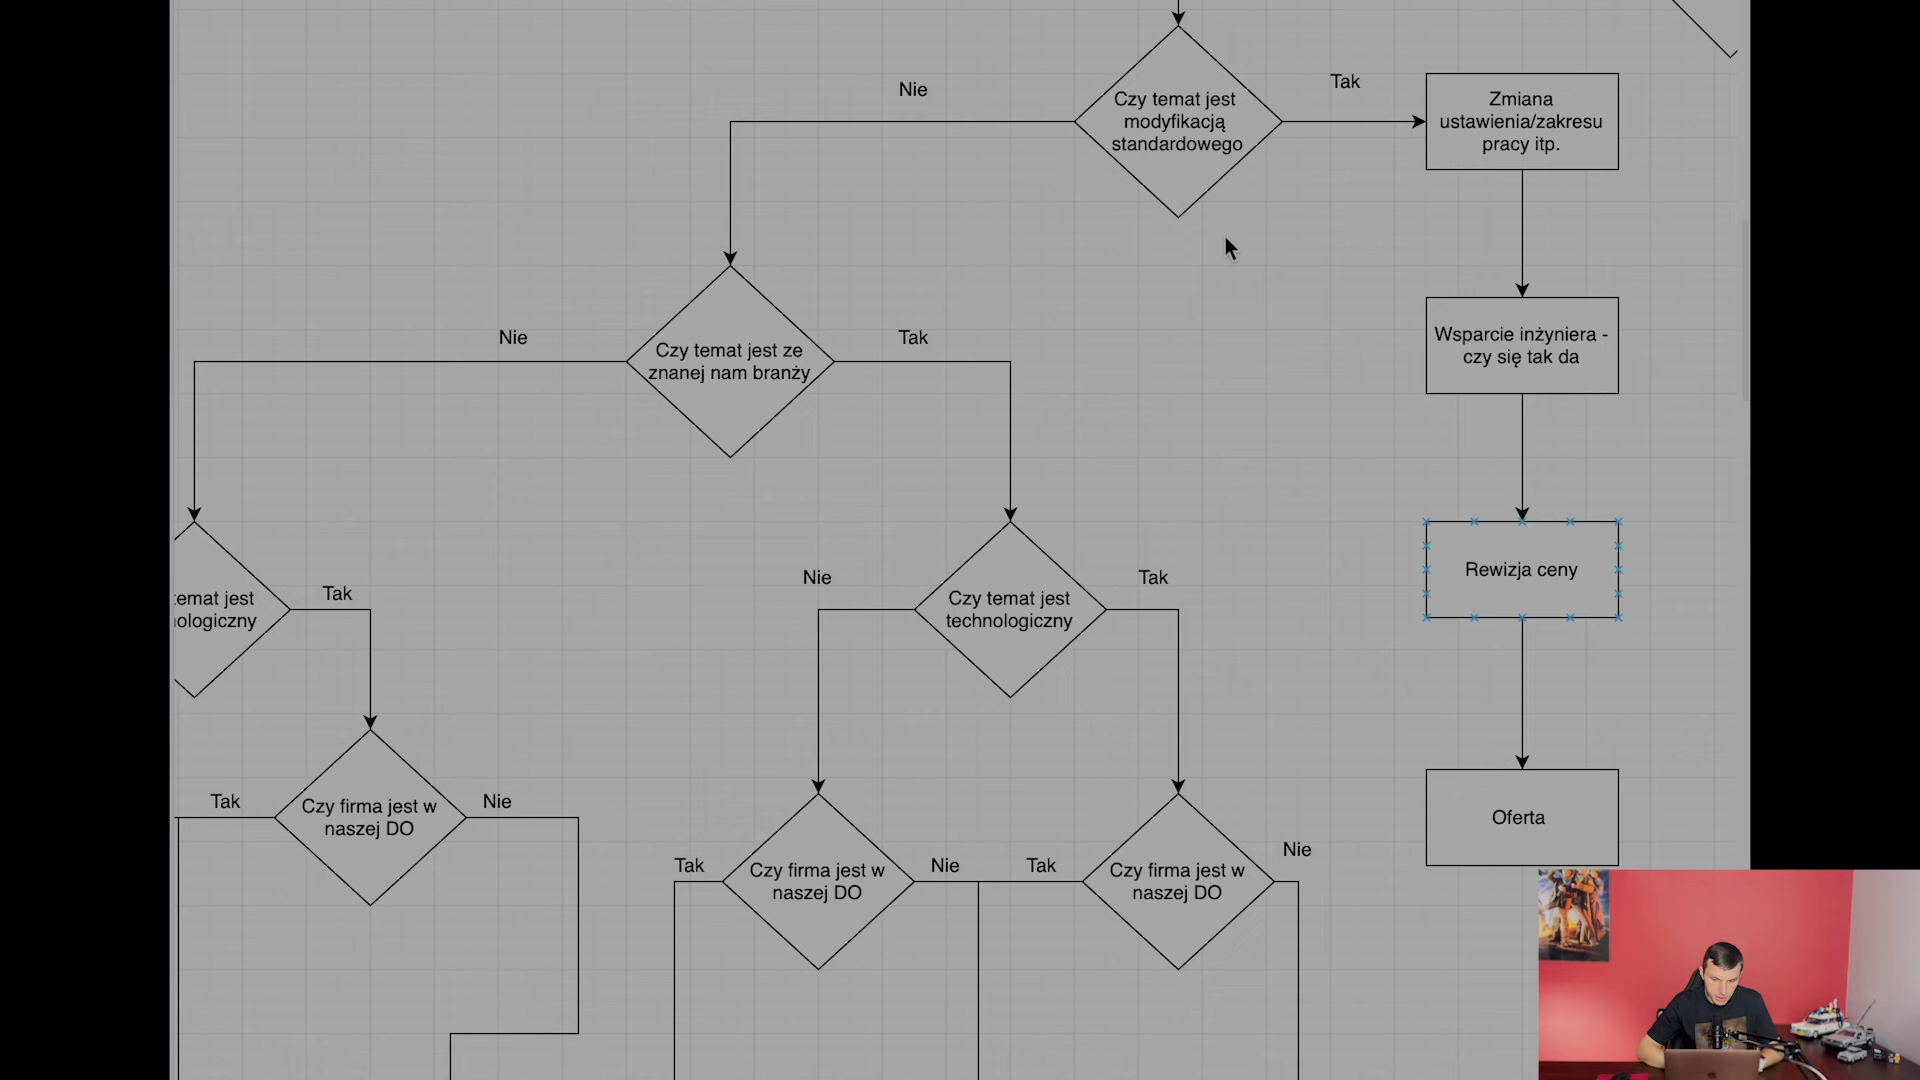 Nie
Czy temat jest
modyfikacją
standardowego
Tak
Zmiana
ustawienia/zakresu
pracy itp.
Nie
Czy temat jest ze
znanej nam branży
Tak
Wsparcie inżyniera -
czy się tak da
temat jest
Tak
Nie
Czy temat jest
technologiczny
Tak
Rewizja ceny
Tak
Czy firma jest w
naszej DO
Nie
Tak
Czy firma jest w
naszej DO
Nie
Tak
Czy firma jest w
naszej DO
Nie
Oferta